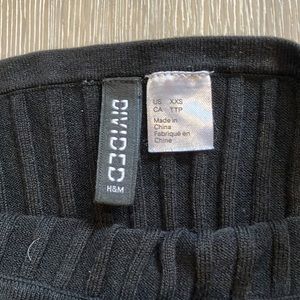 DIVIDED
H&M
US XXS
CA TTP
Made in
China
Fabriqué en
Chine